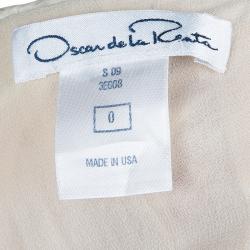 Oscar de la Renta
S 09
3E608
0
MADE IN USA